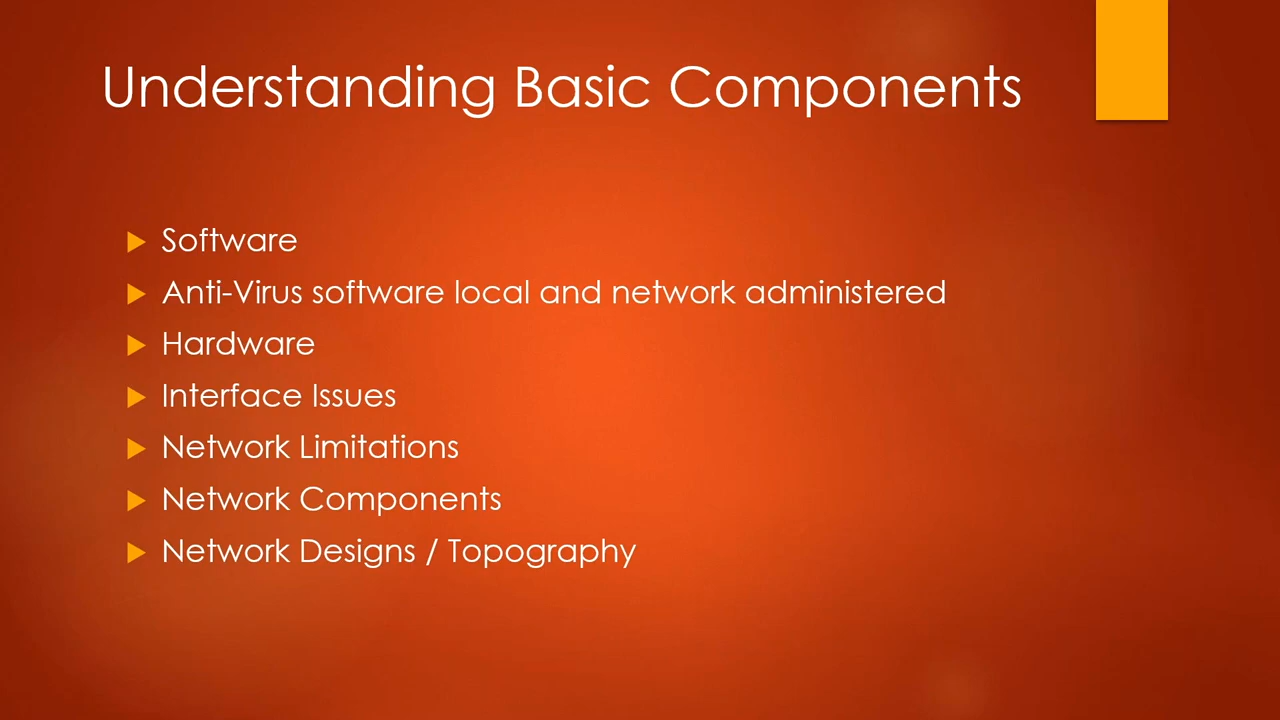 Understanding Basic Components
Software
Anti-Virus software local and network administered
Hardware
Interface Issues
Network Limitations
Network Components
Network Designs / Topography